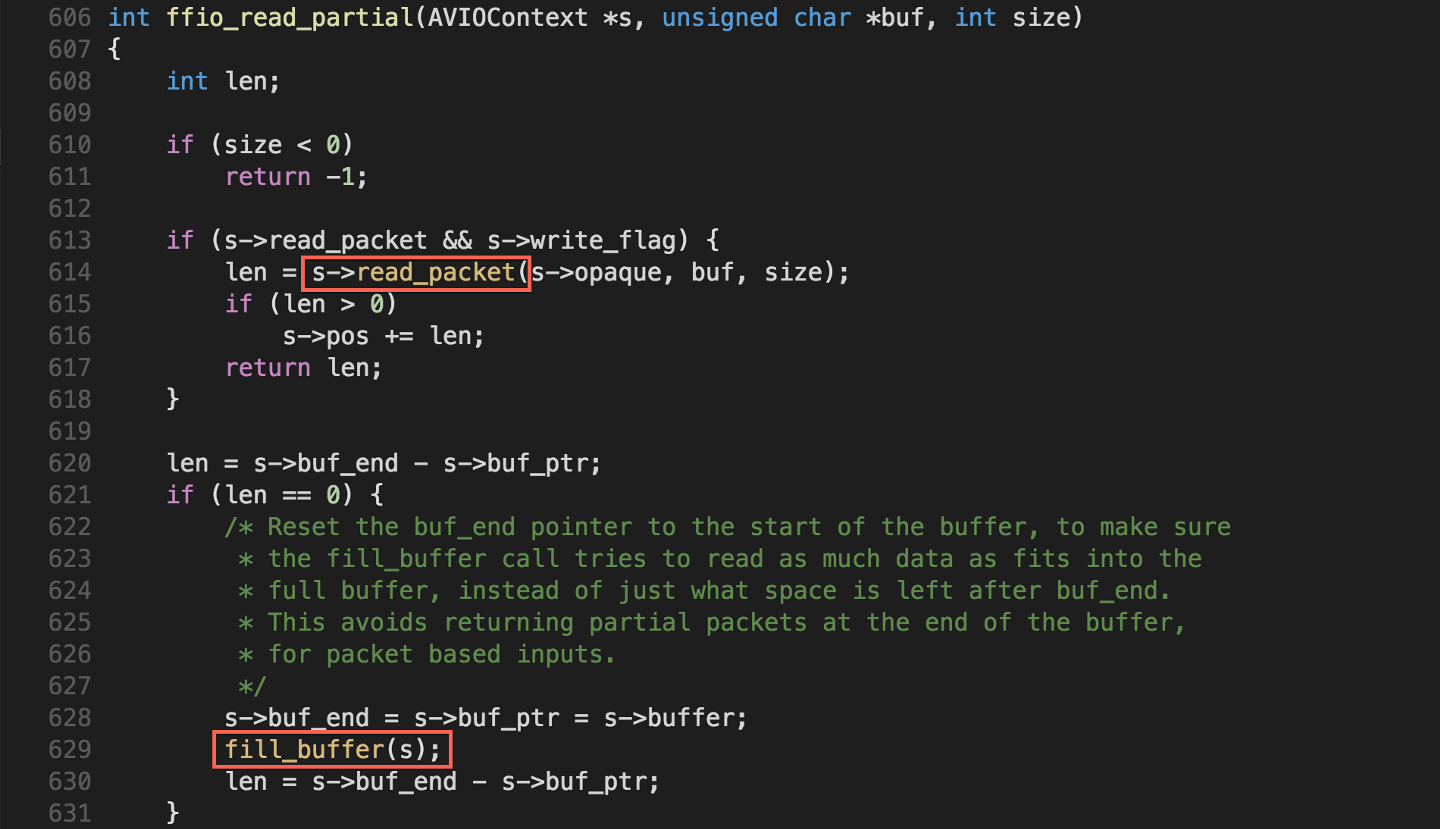 606 int ffio_read_partial(AVIOContext *s, unsigned char *buf, int size)
607 {
608     int len;
609
610     if (size < 0)
611         return -1;
612
613     if (s->read_packet && s->write_flag) {
614         len = s->read_packet(s->opaque, buf, size);
615         if (len > 0)
616             s->pos += len;
617         return len;
618     }
619
620     len = s->buf_end - s->buf_ptr;
621     if (len == 0) {
622         /* Reset the buf_end pointer to the start of the buffer, to make sure
623          * the fill_buffer call tries to read as much data as fits into the
624          * full buffer, instead of just what space is left after buf_end.
625          * This avoids returning partial packets at the end of the buffer,
626          * for packet based inputs.
627          */
628         s->buf_end = s->buf_ptr = s->buffer;
629         fill_buffer(s);
630         len = s->buf_end - s->buf_ptr;
631     }